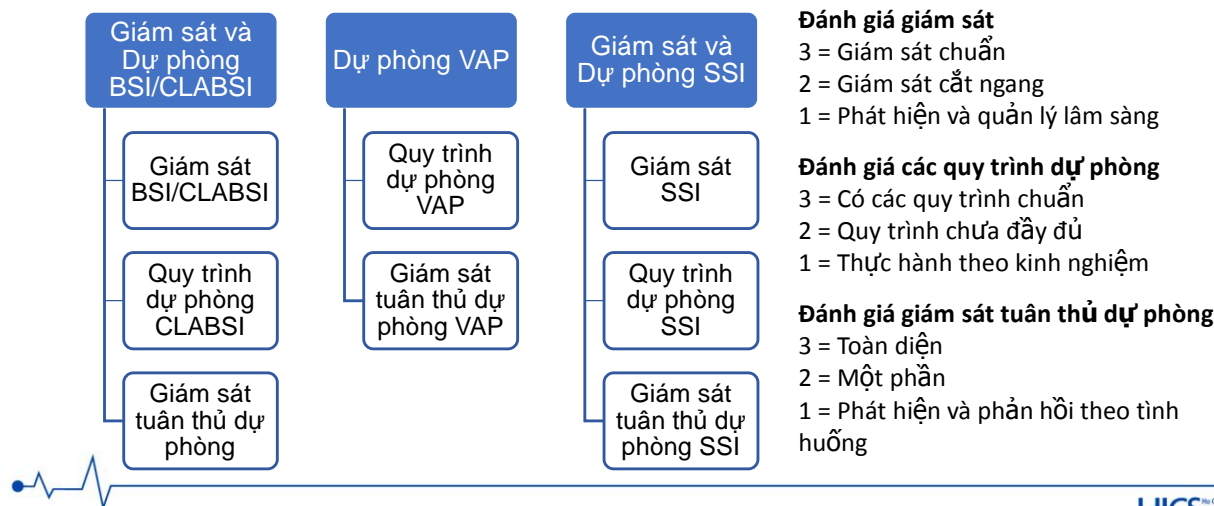 Giám sát và
Dự phòng
BSI/CLABSI
Giám sát
BSI/CLABSI
Quy trình
dự phòng
CLABSI
Giám sát
tuân thủ dự
phòng
Dự phòng VAP
Quy trình
dự phòng
VAP
Giám sát
tuân thủ dự
phòng VAP
Giám sát và
Dự phòng SSI
Giám sát
SSI
Quy trình
dự phòng
SSI
Giám sát
tuân thủ dự
phòng SSI
Đánh giá giám sát
3 = Giám sát chuẩn
2 = Giám sát cắt ngang
1 = Phát hiện và quản lý lâm sàng
Đánh giá các quy trình dự phòng
3 = Có các quy trình chuẩn
2 = Quy trình chưa đầy đủ
1 = Thực hành theo kinh nghiệm
Đánh giá giám sát tuân thủ dự phòng
3 = Toàn diện
2 = Một phần
1 = Phát hiện và phản hồi theo tình
huống